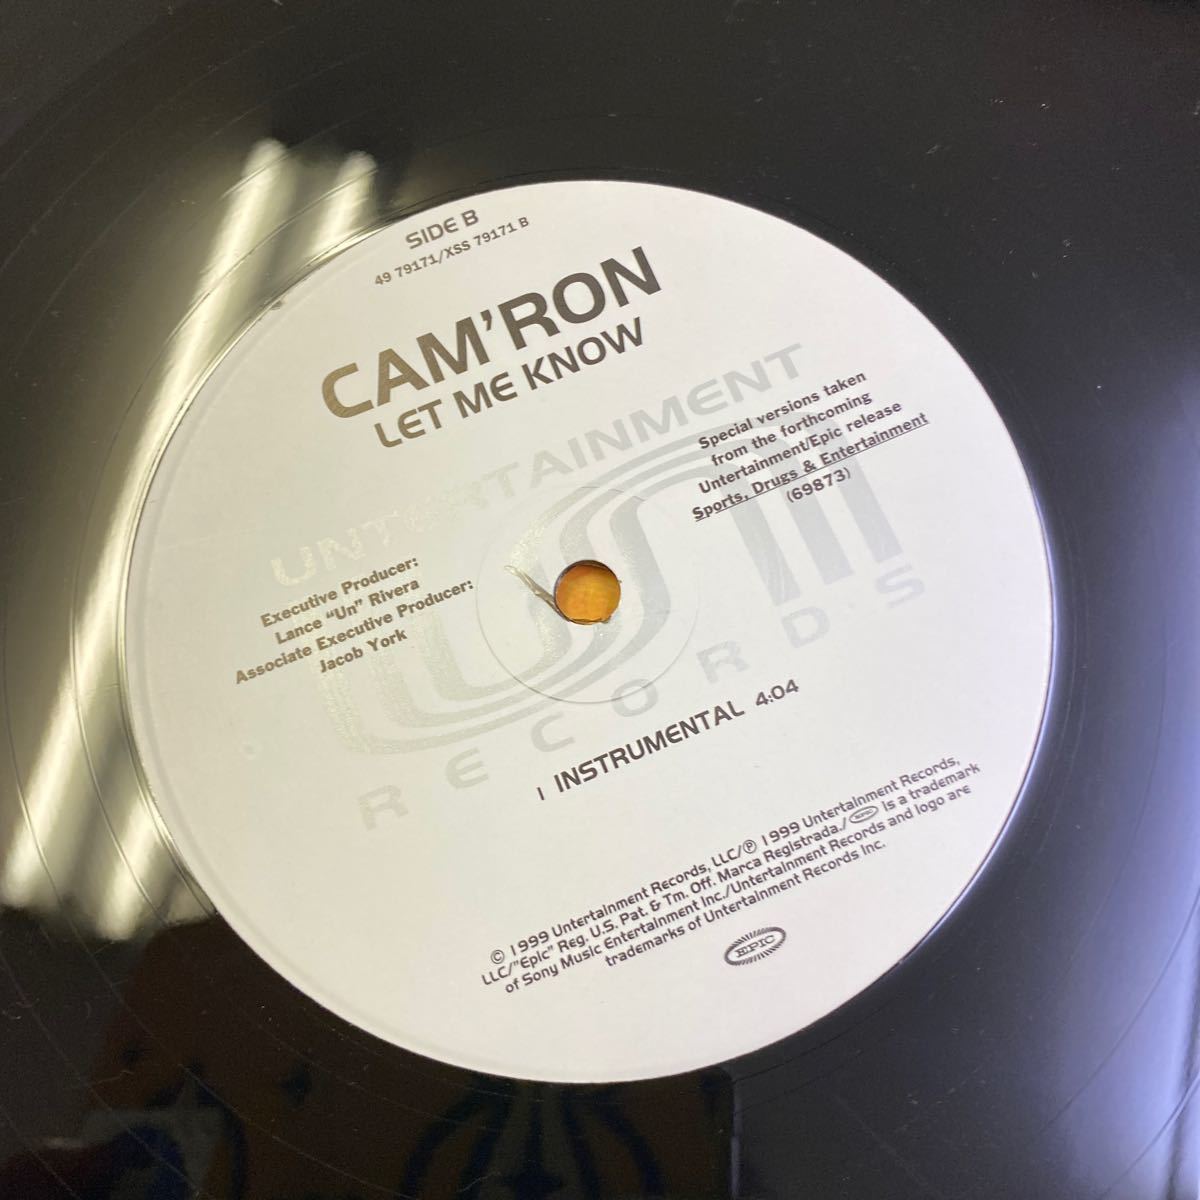 SIDE B
49 79171/XSS 79171 B
CAM'RON
LET ME KNOW
UNTERTAINMENT
RECORDS
Special versions taken
from the forthcoming
Untertainment/Epic release
Sports, Drugs & Entertainment
(69873)
Executive Producer:
Lance "Un" Rivera
Associate Executive Producer:
Jacob York
1 INSTRUMENTAL 4:04
© 1999 Untertainment Records, LLC/℗ 1999 Untertainment Records,
LLC/"Epic" Reg. U.S. Pat. & Tm. Off. Marca Registrada./EPIC is a trademark
of Sony Music Entertainment Inc./Untertainment Records and logo are
trademarks of Untertainment Records Inc.
EPIC